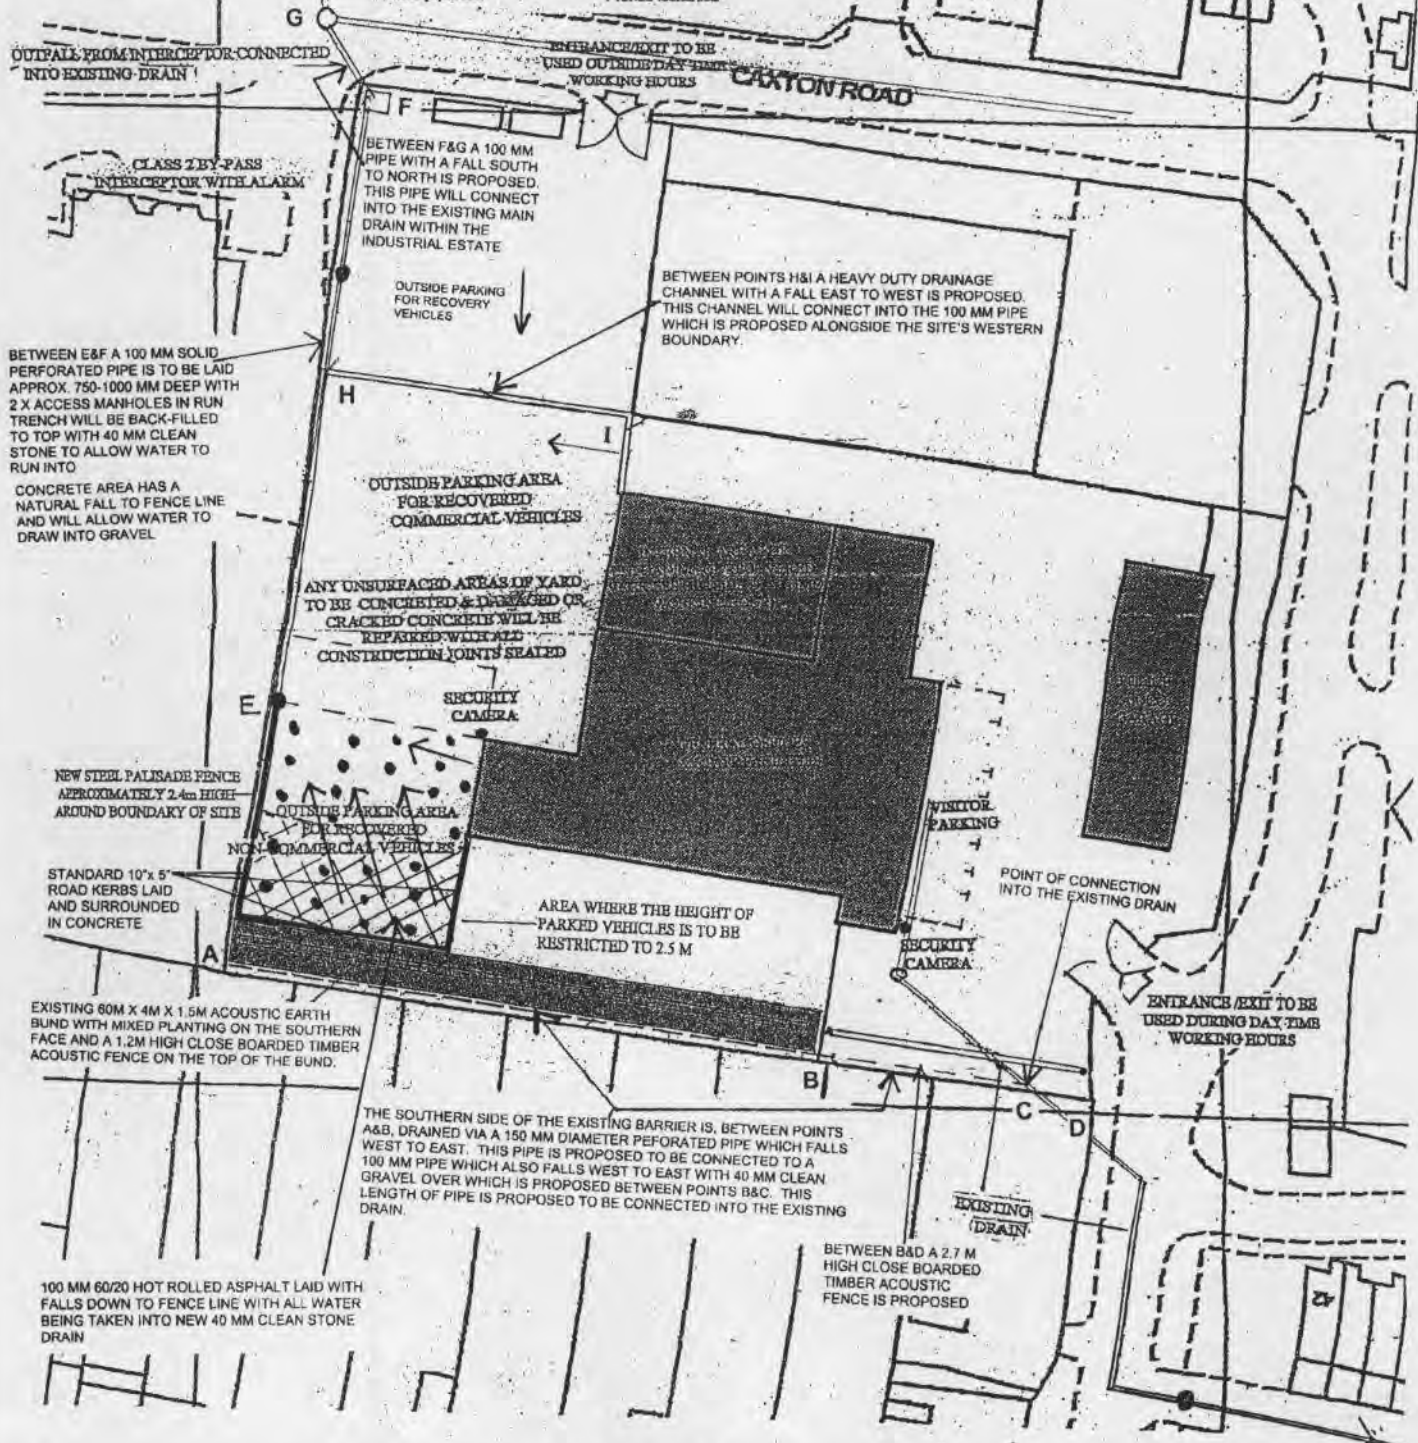 G
OUTFALL FROM INTERCEPTOR CONNECTED
INTO EXISTING DRAIN
ENTRANCE/EXIT TO BE
USED OUTSIDE DAY TIME
WORKING HOURS
CAXTON ROAD
F
CLASS 2 BY-PASS
INTERCEPTOR WITH ALARM
BETWEEN F&G A 100 MM
PIPE WITH A FALL SOUTH
TO NORTH IS PROPOSED.
THIS PIPE WILL CONNECT
INTO THE EXISTING MAIN
DRAIN WITHIN THE
INDUSTRIAL ESTATE
OUTSIDE PARKING
FOR RECOVERY
VEHICLES
BETWEEN POINTS H&I A HEAVY DUTY DRAINAGE
CHANNEL WITH A FALL EAST TO WEST IS PROPOSED.
THIS CHANNEL WILL CONNECT INTO THE 100 MM PIPE
WHICH IS PROPOSED ALONGSIDE THE SITE'S WESTERN
BOUNDARY.
BETWEEN E&F A 100 MM SOLID
PERFORATED PIPE IS TO BE LAID
APPROX. 750-1000 MM DEEP WITH
2 X ACCESS MANHOLES IN RUN
TRENCH WILL BE BACK-FILLED
TO TOP WITH 40 MM CLEAN
STONE TO ALLOW WATER TO
RUN INTO
CONCRETE AREA HAS A
NATURAL FALL TO FENCE LINE
AND WILL ALLOW WATER TO
DRAW INTO GRAVEL
H
I
OUTSIDE PARKING AREA
FOR RECOVERED
COMMERCIAL VEHICLES
ANY UNSURFACED AREAS OF YARD
TO BE CONCRETED & DAMAGED OR
CRACKED CONCRETE WILL BE
REPAIRED WITH ALL
CONSTRUCTION JOINTS SEALED
E
SECURITY
CAMERA
NEW STEEL PALISADE FENCE
APPROXIMATELY 2.4m HIGH
AROUND BOUNDARY OF SITE
OUTSIDE PARKING AREA
FOR RECOVERED
NON-COMMERCIAL VEHICLES
VISITOR
PARKING
STANDARD 10"x 5"
ROAD KERBS LAID
AND SURROUNDED
IN CONCRETE
POINT OF CONNECTION
INTO THE EXISTING DRAIN
AREA WHERE THE HEIGHT OF
PARKED VEHICLES IS TO BE
RESTRICTED TO 2.5 M
SECURITY
CAMERA
A
ENTRANCE/EXIT TO BE
USED DURING DAY TIME
WORKING HOURS
EXISTING 60M X 4M X 1.5M ACOUSTIC EARTH
BUND WITH MIXED PLANTING ON THE SOUTHERN
FACE AND A 1.2M HIGH CLOSE BOARDED TIMBER
ACOUSTIC FENCE ON THE TOP OF THE BUND.
B
C
D
THE SOUTHERN SIDE OF THE EXISTING BARRIER IS, BETWEEN POINTS
A&B, DRAINED VIA A 150 MM DIAMETER PEFORATED PIPE WHICH FALLS
WEST TO EAST. THIS PIPE IS PROPOSED TO BE CONNECTED TO A
100 MM PIPE WHICH ALSO FALLS WEST TO EAST WITH 40 MM CLEAN
GRAVEL OVER WHICH IS PROPOSED BETWEEN POINTS B&C. THIS
LENGTH OF PIPE IS PROPOSED TO BE CONNECTED INTO THE EXISTING
DRAIN.
EXISTING
DRAIN
BETWEEN B&D A 2.7 M
HIGH CLOSE BOARDED
TIMBER ACOUSTIC
FENCE IS PROPOSED
100 MM 60/20 HOT ROLLED ASPHALT LAID WITH
FALLS DOWN TO FENCE LINE WITH ALL WATER
BEING TAKEN INTO NEW 40 MM CLEAN STONE
DRAIN
42